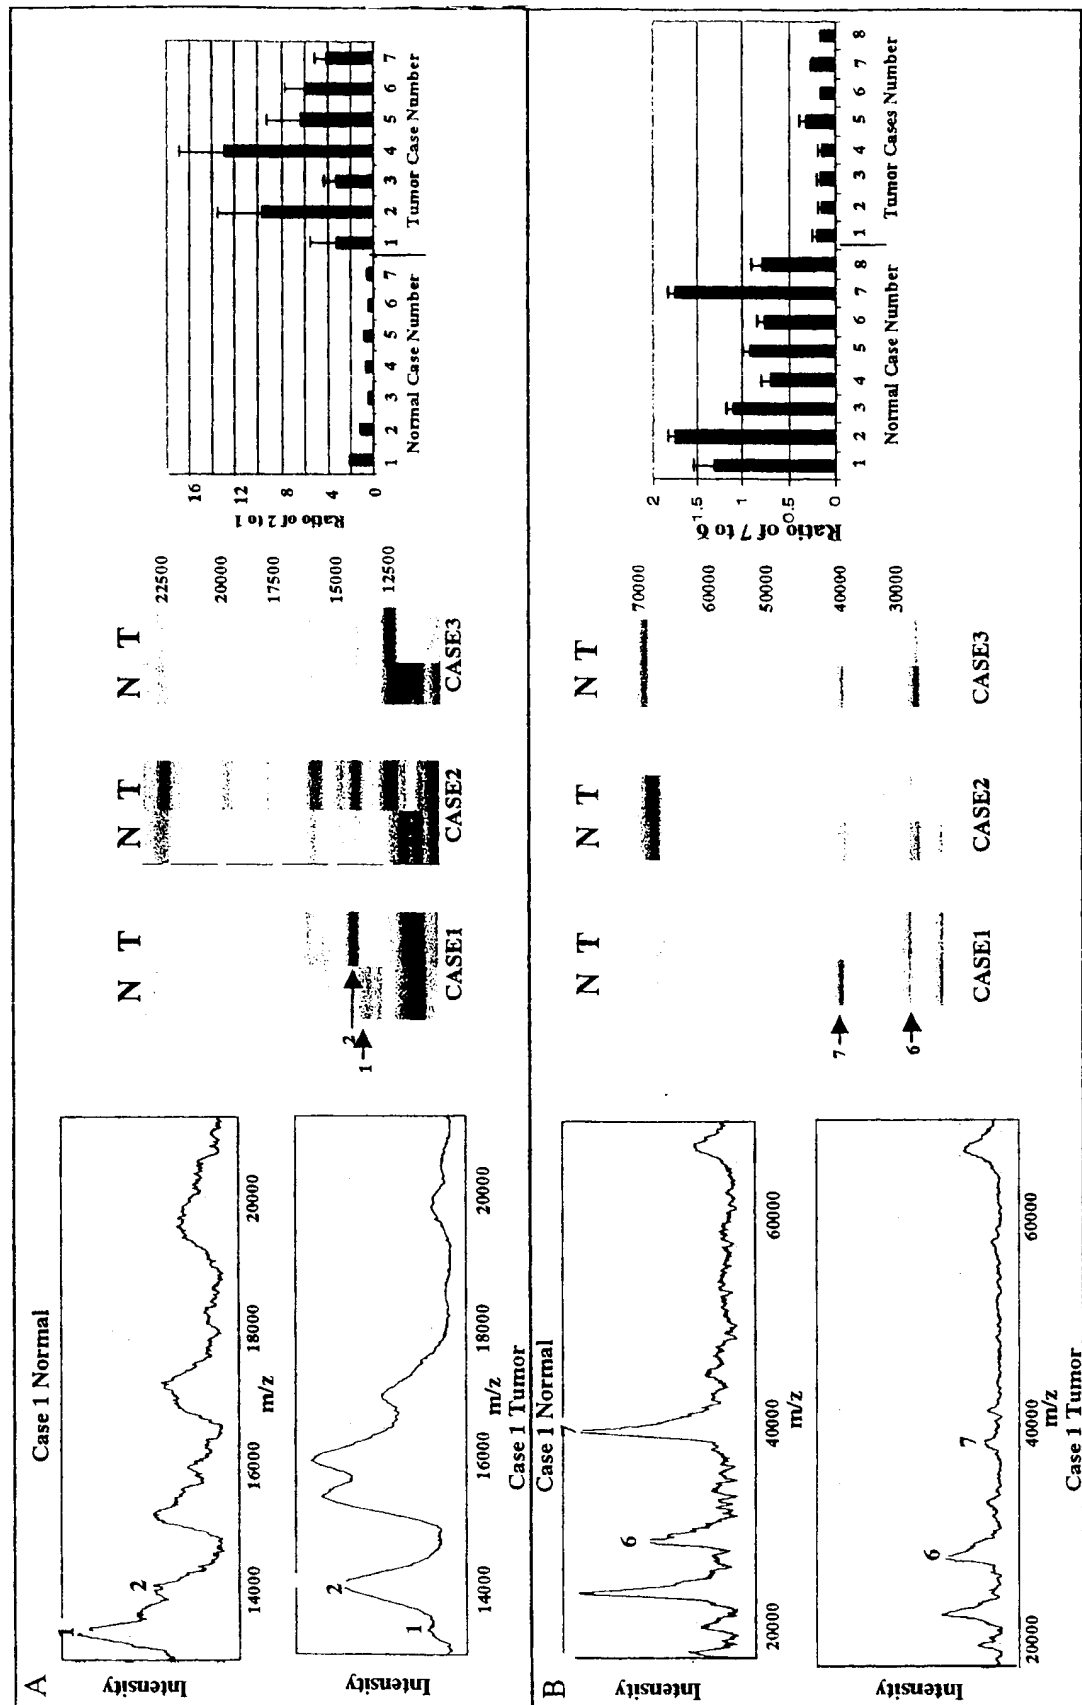 A
Case 1 Normal
Intensity
1
2
14000
16000
18000
20000
m/z
Intensity
1
2
14000
16000
18000
20000
m/z
Case 1 Tumor
N T
N T
N T
1
2
22500
20000
17500
15000
12500
CASE1
CASE2
CASE3
Ratio of 2 to 1
16
12
8
4
0
1 2 3 4 5 6 7
1 2 3 4 5 6 7
Normal Case Number
Tumor Case Number
B
Case 1 Normal
Intensity
6
7
20000
40000
60000
m/z
Intensity
6
7
20000
40000
60000
m/z
Case 1 Tumor
N T
N T
N T
7
6
70000
60000
50000
40000
30000
CASE1
CASE2
CASE3
Ratio of 7 to 6
2
1.5
1
0.5
0
1 2 3 4 5 6 7 8
1 2 3 4 5 6 7 8
Normal Case Number
Tumor Cases Number